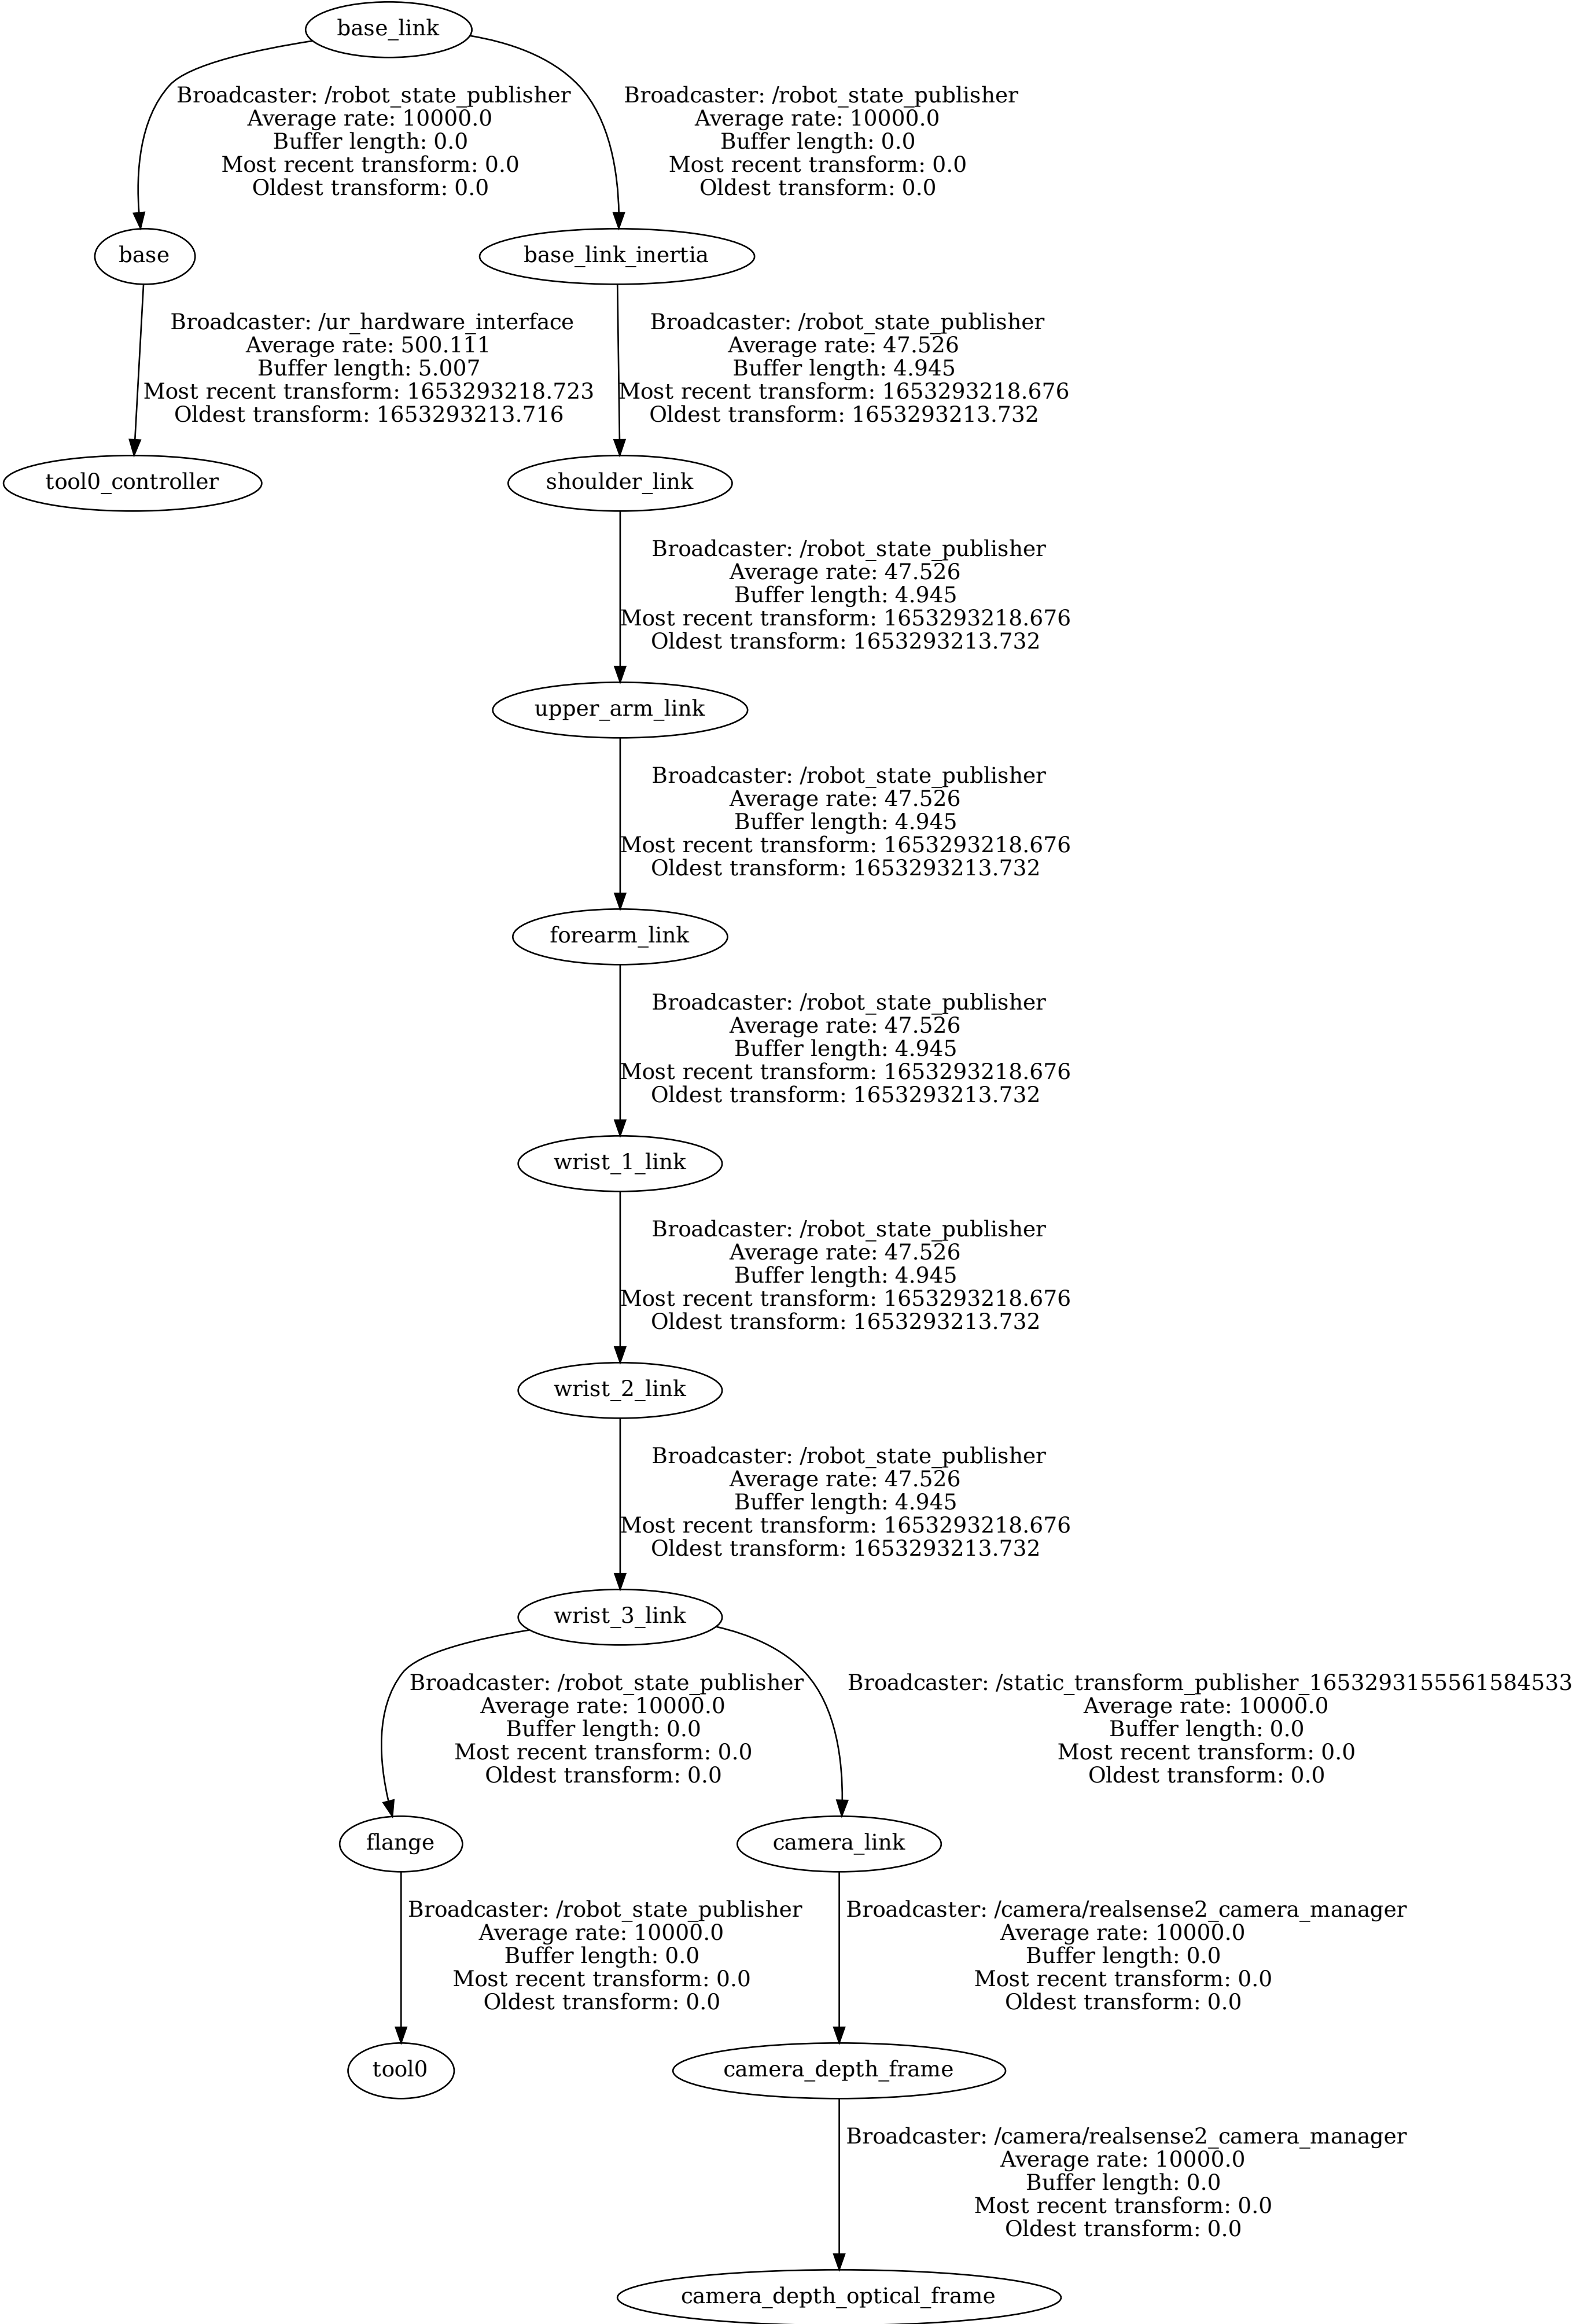 base_link
Broadcaster: /robot_state_publisher
Average rate: 10000.0
Buffer length: 0.0
Most recent transform: 0.0
Oldest transform: 0.0
Broadcaster: /robot_state_publisher
Average rate: 10000.0
Buffer length: 0.0
Most recent transform: 0.0
Oldest transform: 0.0
base
base_link_inertia
Broadcaster: /ur_hardware_interface
Average rate: 500.111
Buffer length: 5.007
Most recent transform: 1653293218.723
Oldest transform: 1653293213.716
Broadcaster: /robot_state_publisher
Average rate: 47.526
Buffer length: 4.945
Most recent transform: 1653293218.676
Oldest transform: 1653293213.732
tool0_controller
shoulder_link
Broadcaster: /robot_state_publisher
Average rate: 47.526
Buffer length: 4.945
Most recent transform: 1653293218.676
Oldest transform: 1653293213.732
upper_arm_link
Broadcaster: /robot_state_publisher
Average rate: 47.526
Buffer length: 4.945
Most recent transform: 1653293218.676
Oldest transform: 1653293213.732
forearm_link
Broadcaster: /robot_state_publisher
Average rate: 47.526
Buffer length: 4.945
Most recent transform: 1653293218.676
Oldest transform: 1653293213.732
wrist_1_link
Broadcaster: /robot_state_publisher
Average rate: 47.526
Buffer length: 4.945
Most recent transform: 1653293218.676
Oldest transform: 1653293213.732
wrist_2_link
Broadcaster: /robot_state_publisher
Average rate: 47.526
Buffer length: 4.945
Most recent transform: 1653293218.676
Oldest transform: 1653293213.732
wrist_3_link
Broadcaster: /robot_state_publisher
Average rate: 10000.0
Buffer length: 0.0
Most recent transform: 0.0
Oldest transform: 0.0
Broadcaster: /static_transform_publisher_1653293155561584533
Average rate: 10000.0
Buffer length: 0.0
Most recent transform: 0.0
Oldest transform: 0.0
flange
camera_link
Broadcaster: /robot_state_publisher
Average rate: 10000.0
Buffer length: 0.0
Most recent transform: 0.0
Oldest transform: 0.0
Broadcaster: /camera/realsense2_camera_manager
Average rate: 10000.0
Buffer length: 0.0
Most recent transform: 0.0
Oldest transform: 0.0
tool0
camera_depth_frame
Broadcaster: /camera/realsense2_camera_manager
Average rate: 10000.0
Buffer length: 0.0
Most recent transform: 0.0
Oldest transform: 0.0
camera_depth_optical_frame